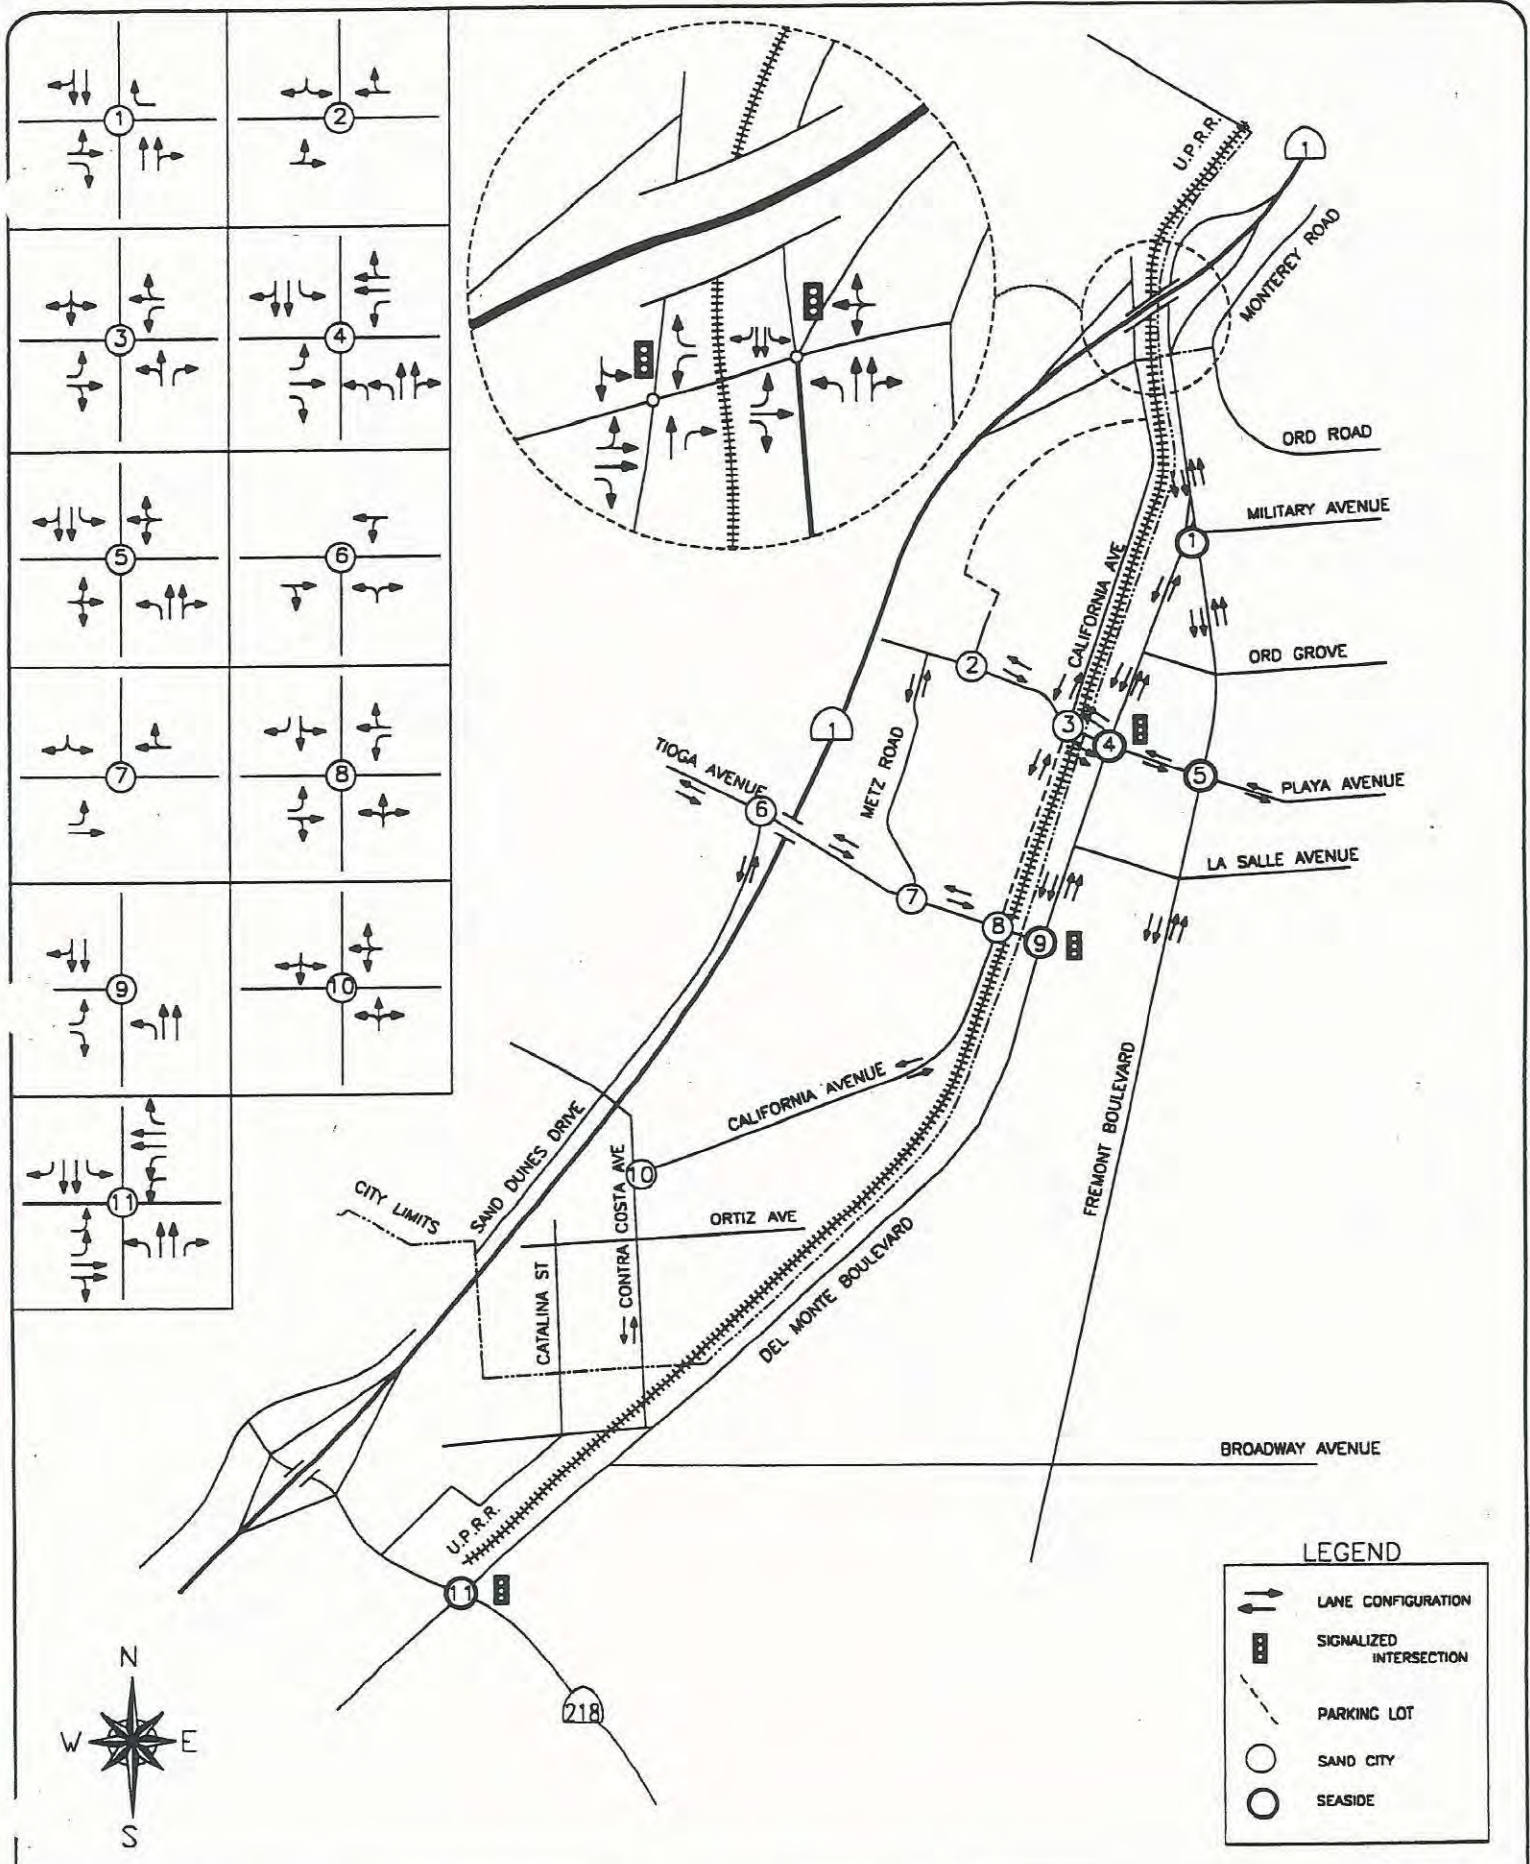 1
2
3
4
5
6
7
8
9
10
11
U.P.R.R.
1
MONTEREY ROAD
ORD ROAD
MILITARY AVENUE
1
CALIFORNIA AVE
ORD GROVE
2
3
4
5
PLAYA AVENUE
1
METZ ROAD
TIOGA AVENUE
6
LA SALLE AVENUE
7
8
9
CALIFORNIA AVENUE
FREMONT BOULEVARD
SAND DUNES DRIVE
CITY LIMITS
10
CONTRA COSTA AVE
ORTIZ AVE
CATALINA ST
DEL MONTE BOULEVARD
BROADWAY AVENUE
U.P.R.R.
11
218
N
W
E
S
LEGEND
LANE CONFIGURATION
SIGNALIZED
INTERSECTION
PARKING LOT
SAND CITY
SEASIDE